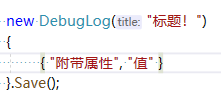 new DebugLog(title: "标题！")
{
{ "附带属性", "值" }
}.Save();